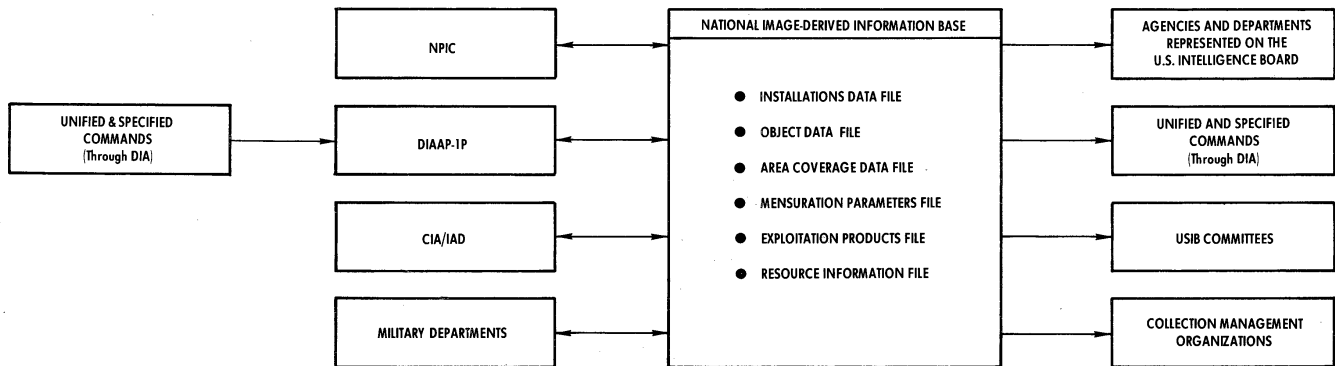 UNIFIED & SPECIFIED
COMMANDS
(Through DIA)
NPIC
DIAAP-1P
CIA/IAD
MILITARY DEPARTMENTS
NATIONAL IMAGE-DERIVED INFORMATION BASE
● INSTALLATIONS DATA FILE
● OBJECT DATA FILE
● AREA COVERAGE DATA FILE
● MENSURATION PARAMETERS FILE
● EXPLOITATION PRODUCTS FILE
● RESOURCE INFORMATION FILE
AGENCIES AND DEPARTMENTS
REPRESENTED ON THE
U.S. INTELLIGENCE BOARD
UNIFIED AND SPECIFIED
COMMANDS
(Through DIA)
USIB COMMITTEES
COLLECTION MANAGEMENT
ORGANIZATIONS